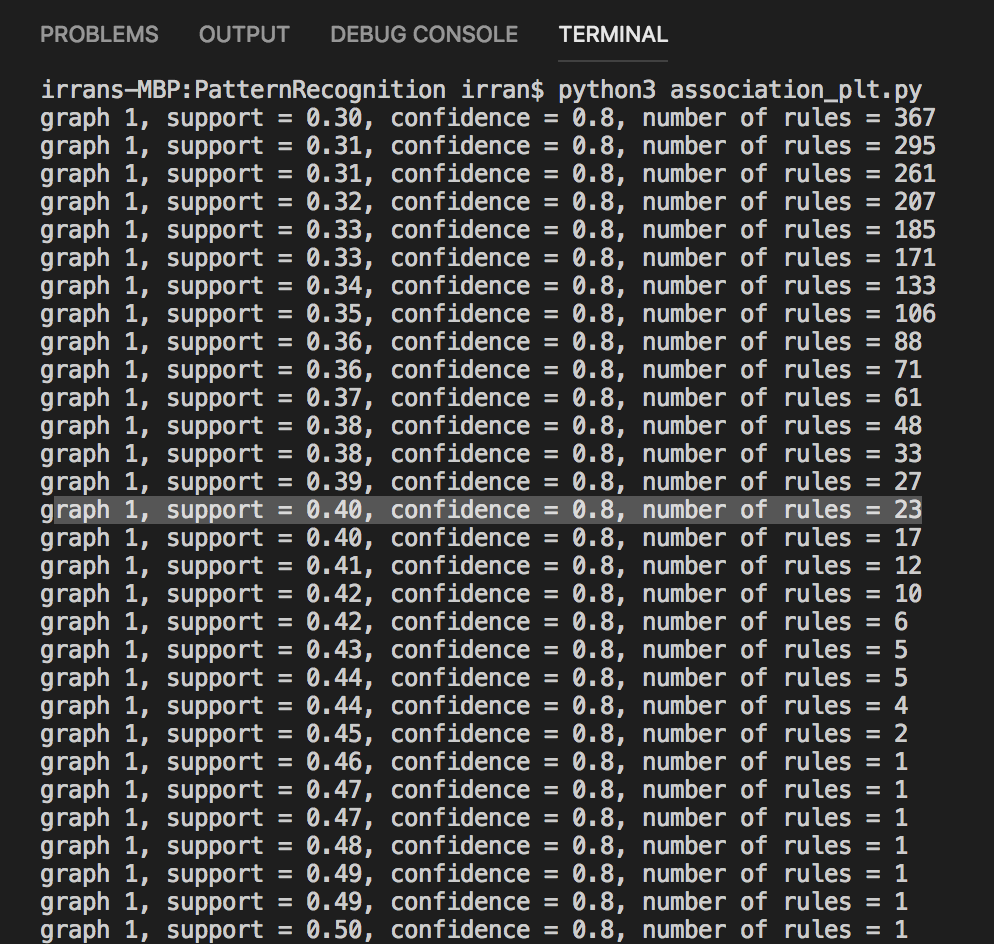 PROBLEMS OUTPUT DEBUG CONSOLE TERMINAL
irrans-MBP:PatternRecognition irran$ python3 association_plt.py
graph 1, support = 0.30, confidence = 0.8, number of rules = 367
graph 1, support = 0.31, confidence = 0.8, number of rules = 295
graph 1, support = 0.31, confidence = 0.8, number of rules = 261
graph 1, support = 0.32, confidence = 0.8, number of rules = 207
graph 1, support = 0.33, confidence = 0.8, number of rules = 185
graph 1, support = 0.33, confidence = 0.8, number of rules = 171
graph 1, support = 0.34, confidence = 0.8, number of rules = 133
graph 1, support = 0.35, confidence = 0.8, number of rules = 106
graph 1, support = 0.36, confidence = 0.8, number of rules = 88
graph 1, support = 0.36, confidence = 0.8, number of rules = 71
graph 1, support = 0.37, confidence = 0.8, number of rules = 61
graph 1, support = 0.38, confidence = 0.8, number of rules = 48
graph 1, support = 0.38, confidence = 0.8, number of rules = 33
graph 1, support = 0.39, confidence = 0.8, number of rules = 27
graph 1, support = 0.40, confidence = 0.8, number of rules = 23
graph 1, support = 0.40, confidence = 0.8, number of rules = 17
graph 1, support = 0.41, confidence = 0.8, number of rules = 12
graph 1, support = 0.42, confidence = 0.8, number of rules = 10
graph 1, support = 0.42, confidence = 0.8, number of rules = 6
graph 1, support = 0.43, confidence = 0.8, number of rules = 5
graph 1, support = 0.44, confidence = 0.8, number of rules = 5
graph 1, support = 0.44, confidence = 0.8, number of rules = 4
graph 1, support = 0.45, confidence = 0.8, number of rules = 2
graph 1, support = 0.46, confidence = 0.8, number of rules = 1
graph 1, support = 0.47, confidence = 0.8, number of rules = 1
graph 1, support = 0.47, confidence = 0.8, number of rules = 1
graph 1, support = 0.48, confidence = 0.8, number of rules = 1
graph 1, support = 0.49, confidence = 0.8, number of rules = 1
graph 1, support = 0.49, confidence = 0.8, number of rules = 1
graph 1, support = 0.50, confidence = 0.8, number of rules = 1